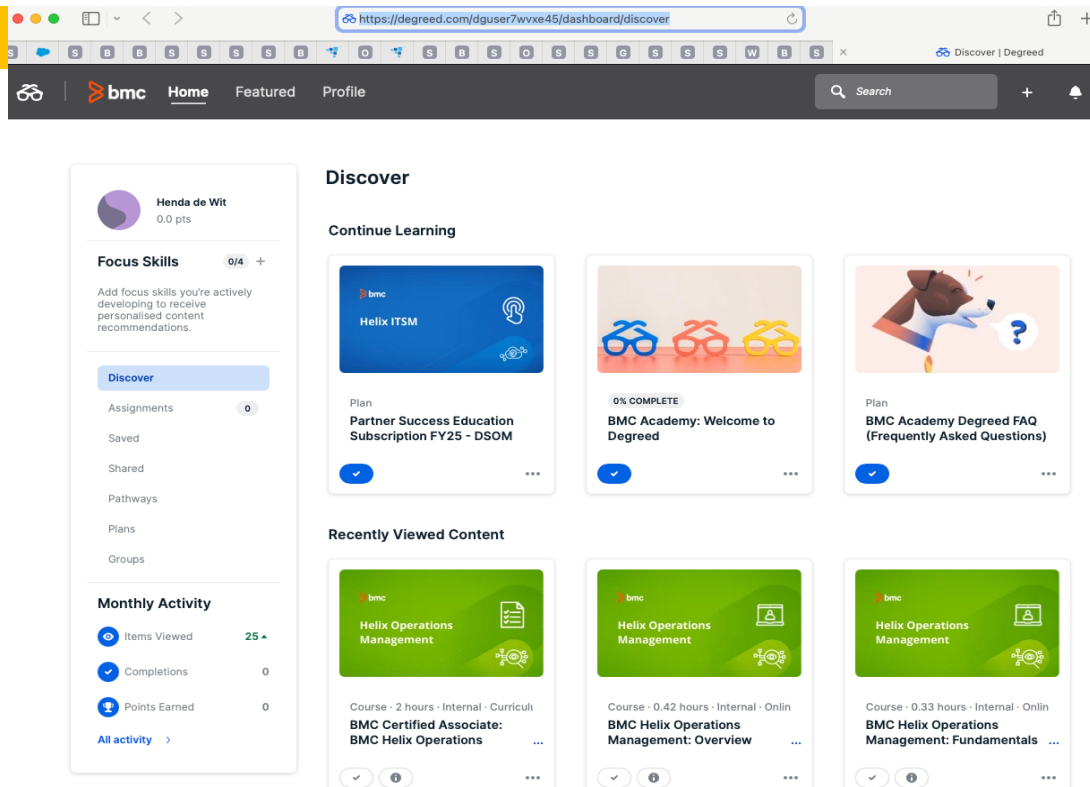 https://degreed.com/dguser7wvxe45/dashboard/discover
S S B B S S S S B O S B S O S S G S S S W B S
Discover | Degreed
bmc Home Featured Profile
Search
Henda de Wit
0.0 pts
Focus Skills 0/4 +
Add focus skills you're actively
developing to receive
personalised content
recommendations.
Discover
Assignments 0
Saved
Shared
Pathways
Plans
Groups
Monthly Activity
Items Viewed 25
Completions 0
Points Earned 0
All activity
Discover
Continue Learning
bmc
Helix ITSM
Plan
Partner Success Education
Subscription FY25 - DSOM
0% COMPLETE
BMC Academy: Welcome to
Degreed
?
Plan
BMC Academy Degreed FAQ
(Frequently Asked Questions)
Recently Viewed Content
bmc
Helix Operations
Management
Course · 2 hours · Internal · Curricul
BMC Certified Associate:
BMC Helix Operations ...
bmc
Helix Operations
Management
Course · 0.42 hours · Internal · Onlin
BMC Helix Operations
Management: Overview ...
bmc
Helix Operations
Management
Course · 0.33 hours · Internal · Onlin
BMC Helix Operations
Management: Fundamentals ...